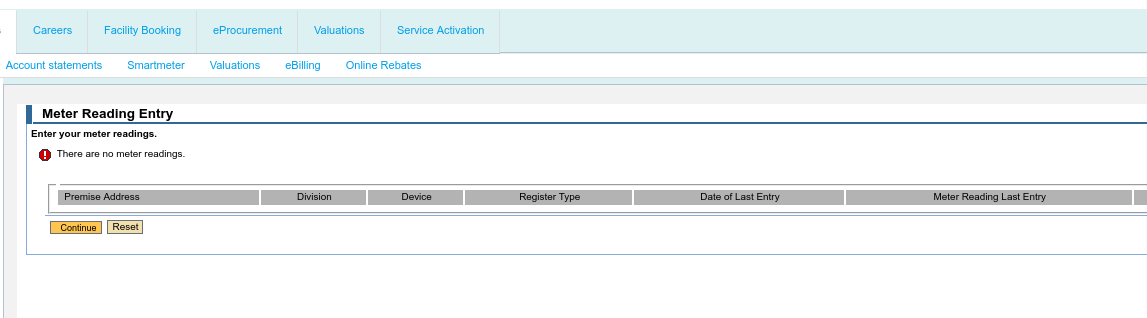 Careers Facility Booking eProcurement Valuations Service Activation
Account statements Smartmeter Valuations eBilling Online Rebates
Meter Reading Entry
Enter your meter readings.
There are no meter readings.
Premise Address Division Device Register Type Date of Last Entry Meter Reading Last Entry
Continue Reset